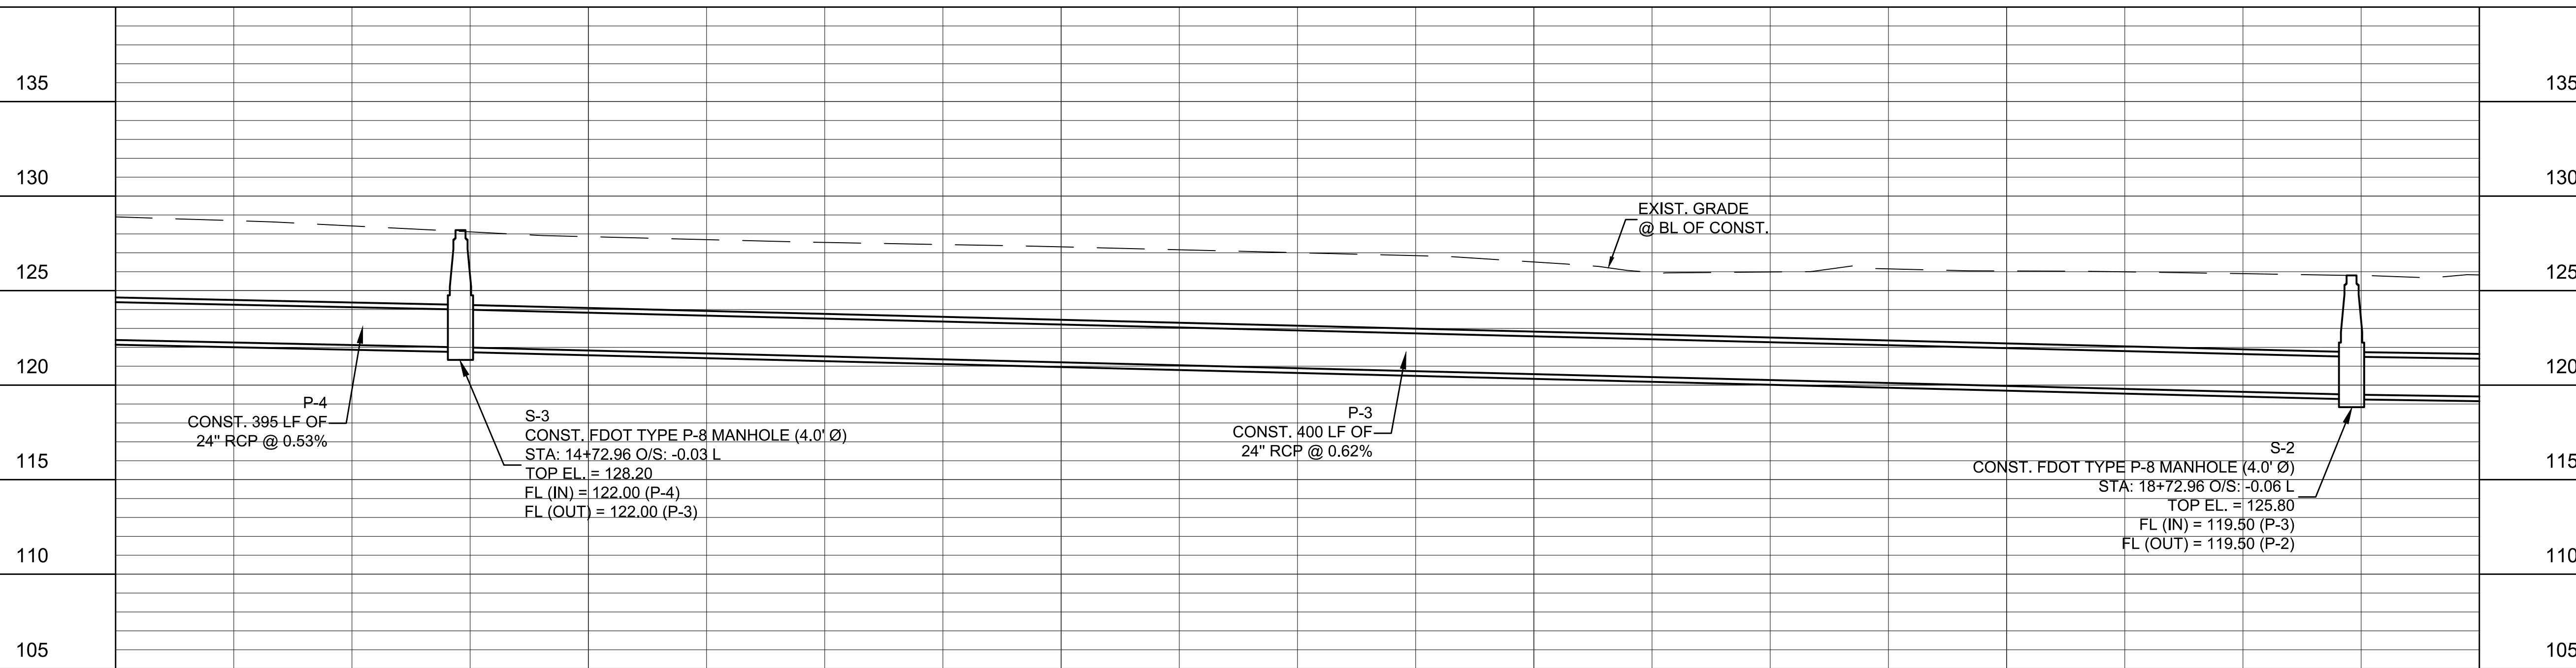 135
130
125
120
115
110
105
P-4
CONST. 395 LF OF
24" RCP @ 0.53%
S-3
CONST. FDOT TYPE P-8 MANHOLE (4.0' Ø)
STA: 14+72.96 O/S: -0.03 L
TOP EL. = 128.20
FL (IN) = 122.00 (P-4)
FL (OUT) = 122.00 (P-3)
P-3
CONST. 400 LF OF
24" RCP @ 0.62%
EXIST. GRADE
@ BL OF CONST.
S-2
CONST. FDOT TYPE P-8 MANHOLE (4.0' Ø)
STA: 18+72.96 O/S: -0.06 L
TOP EL. = 125.80
FL (IN) = 119.50 (P-3)
FL (OUT) = 119.50 (P-2)
135
130
125
120
115
110
105